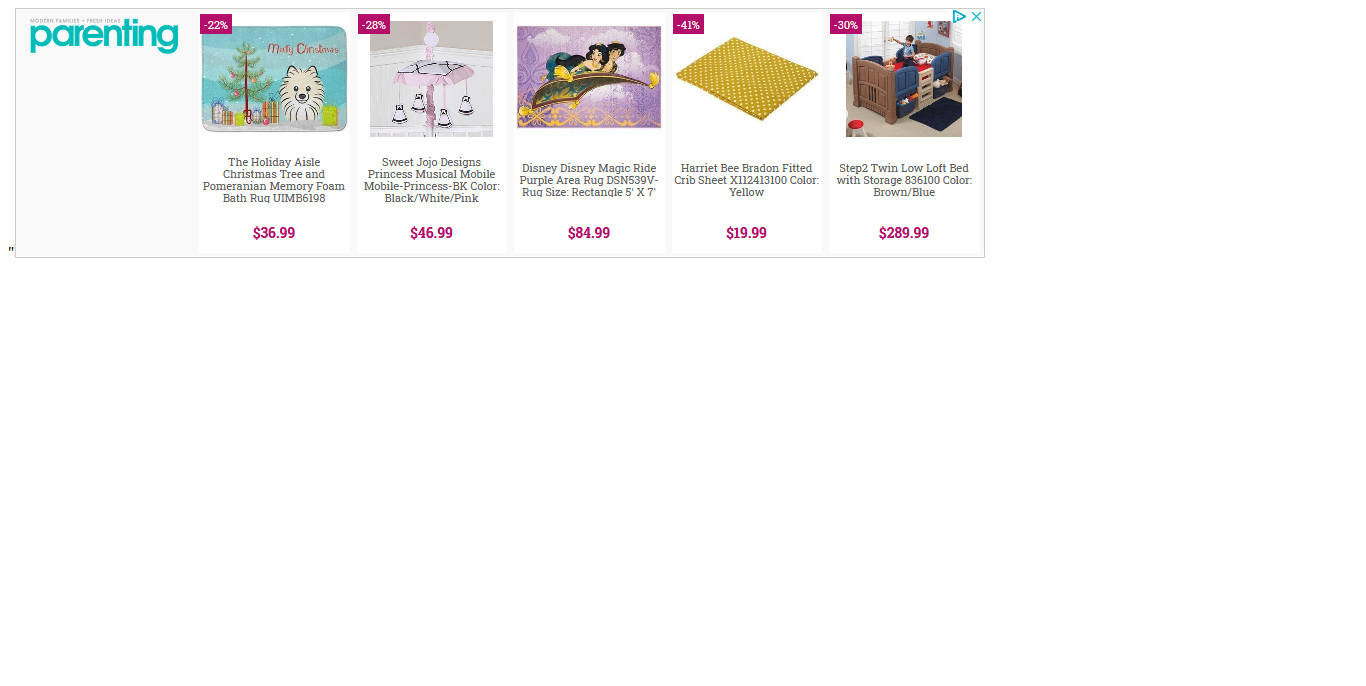 MODERN FAMILIES + FRESH IDEAS
parenting
-22%
Merry Christmas
The Holiday Aisle
Christmas Tree and
Pomeranian Memory Foam
Bath Rug UIMB6198
$36.99
-28%
Sweet Jojo Designs
Princess Musical Mobile
Mobile-Princess-BK Color:
Black/White/Pink
$46.99
Disney Disney Magic Ride
Purple Area Rug DSN539V-
Rug Size: Rectangle 5' X 7'
$84.99
-41%
Harriet Bee Bradon Fitted
Crib Sheet X112413100 Color:
Yellow
$19.99
-30%
Step2 Twin Low Loft Bed
with Storage 836100 Color:
Brown/Blue
$289.99
"